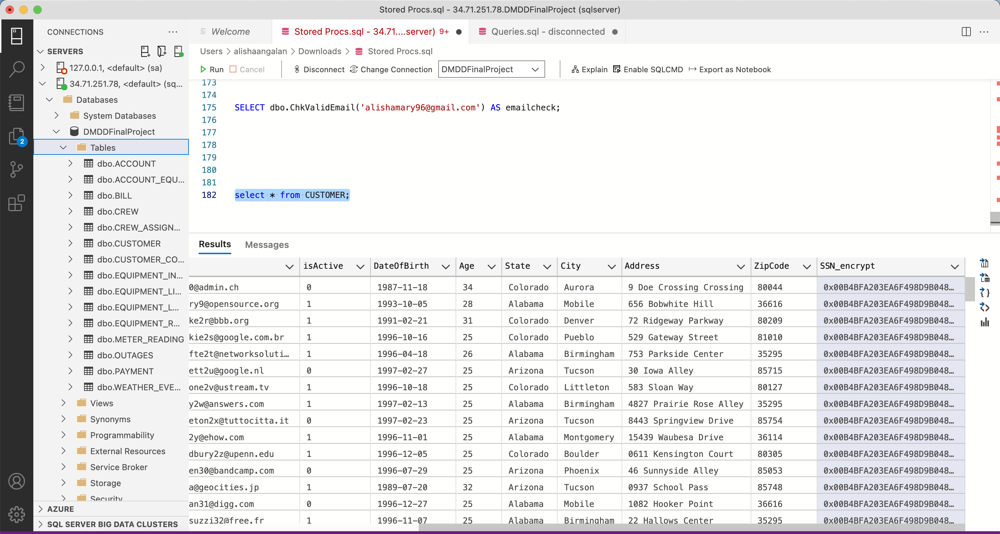 Stored Procs.sql - 34.71.251.78.DMDDFinalProject (sqlserver)
CONNECTIONS ...
Welcome
Stored Procs.sql - 34.71....server) 9+
Queries.sql - disconnected
SERVERS
127.0.0.1, <default> (sa)
34.71.251.78, <default> (sq...
Databases
System Databases
DMDDFinalProject
Tables
dbo.ACCOUNT
dbo.ACCOUNT_EQU...
dbo.BILL
dbo.CREW
dbo.CREW_ASSIGN...
dbo.CUSTOMER
dbo.CUSTOMER_CO...
dbo.EQUIPMENT_IN...
dbo.EQUIPMENT_LI...
dbo.EQUIPMENT_L...
dbo.EQUIPMENT_R...
dbo.METER_READING
dbo.OUTAGES
dbo.PAYMENT
dbo.WEATHER_EVE...
Views
Synonyms
Programmability
External Resources
Service Broker
Storage
Security
AZURE
SQL SERVER BIG DATA CLUSTERS
2
Users > alishaangalan > Downloads > Stored Procs.sql
Run Cancel Disconnect Change Connection DMDDFinalProject Explain Enable SQLCMD Export as Notebook
173
174
175 SELECT dbo.ChkValidEmail('alishamary96@gmail.com') AS emailcheck;
176
177
178
179
180
181
182 select * from CUSTOMER;
Results Messages
isActive DateOfBirth Age State City Address ZipCode SSN_encrypt
0@admin.ch 0 1987-11-18 34 Colorado Aurora 9 Doe Crossing Crossing 80044 0x00B4BFA203EA6F498D9B048…
ry9@opensource.org 1 1993-10-05 28 Alabama Mobile 656 Bobwhite Hill 36616 0x00B4BFA203EA6F498D9B048…
ke2r@bbb.org 1 1991-02-21 31 Colorado Denver 72 Ridgeway Parkway 80209 0x00B4BFA203EA6F498D9B048…
kie2s@google.com.br 1 1996-10-16 25 Colorado Pueblo 529 Gateway Street 81010 0x00B4BFA203EA6F498D9B048…
fte2t@networksoluti… 1 1996-04-18 26 Alabama Birmingham 753 Parkside Center 35295 0x00B4BFA203EA6F498D9B048…
ett2u@google.nl 0 1997-02-27 25 Arizona Tucson 30 Iowa Alley 85715 0x00B4BFA203EA6F498D9B048…
one2v@ustream.tv 1 1996-10-18 25 Colorado Littleton 583 Sloan Way 80127 0x00B4BFA203EA6F498D9B048…
y2w@answers.com 1 1997-02-13 25 Alabama Birmingham 4827 Prairie Rose Alley 35295 0x00B4BFA203EA6F498D9B048…
eton2x@tuttocitta.it 0 1997-02-23 25 Arizona Tucson 8443 Springview Drive 85754 0x00B4BFA203EA6F498D9B048…
2y@ehow.com 1 1996-11-01 25 Alabama Montgomery 15439 Waubesa Drive 36114 0x00B4BFA203EA6F498D9B048…
dbury2z@upenn.edu 1 1996-12-05 25 Colorado Boulder 0611 Kensington Court 80305 0x00B4BFA203EA6F498D9B048…
en30@bandcamp.com 0 1996-07-29 25 Arizona Phoenix 46 Sunnyside Alley 85053 0x00B4BFA203EA6F498D9B048…
a@geocities.jp 1 1989-07-20 32 Arizona Tucson 0937 School Pass 85748 0x00B4BFA203EA6F498D9B048…
an31@digg.com 0 1996-12-27 25 Alabama Mobile 1082 Hooker Point 36616 0x00B4BFA203EA6F498D9B048…
suzzi32@free.fr 1 1996-11-07 25 Alabama Birmingham 22 Hallows Center 35295 0x00B4BFA203EA6F498D9B048…